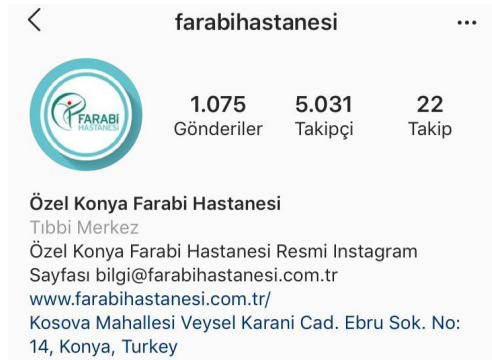 farabihastanesi
FARABİ
HASTANESİ
1.075 5.031 22
Gönderiler Takipçi Takip
Özel Konya Farabi Hastanesi
Tıbbi Merkez
Özel Konya Farabi Hastanesi Resmi Instagram
Sayfası bilgi@farabihastanesi.com.tr
www.farabihastanesi.com.tr/
Kosova Mahallesi Veysel Karani Cad. Ebru Sok. No:
14, Konya, Turkey